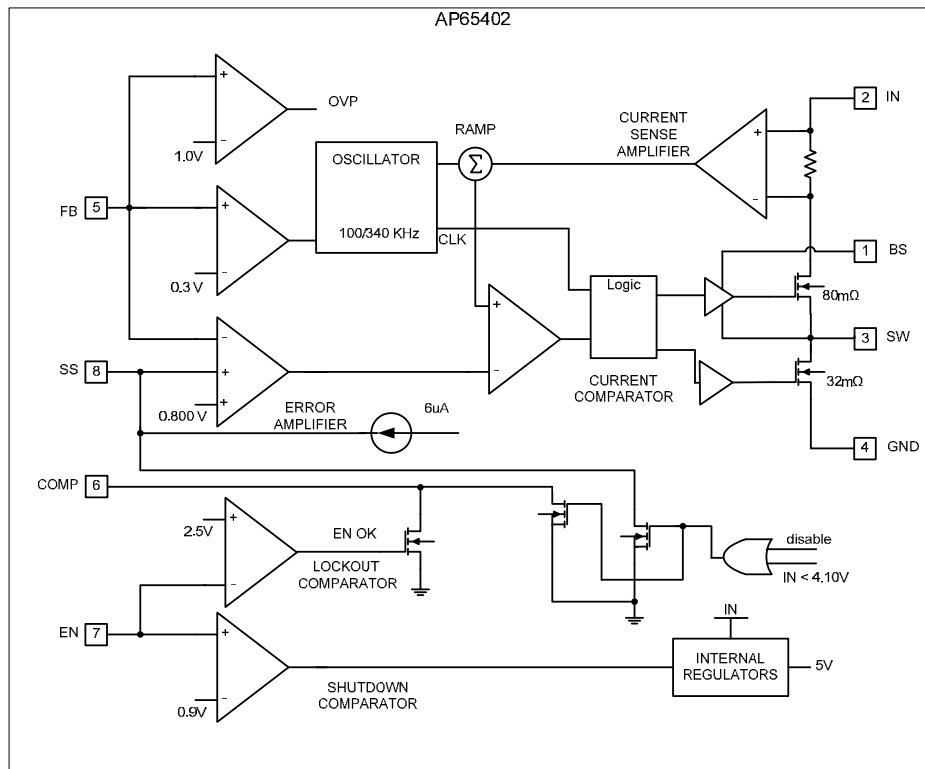 AP65402
+
OVP
-
1.0V
2
IN
RAMP
CURRENT
SENSE
AMPLIFIER
+
-
OSCILLATOR
Σ
100/340 KHz
CLK
FB
5
+
-
0.3 V
1
BS
Logic
80mΩ
+
-
3
SW
SS
8
-
+
+
0.800 V
ERROR
AMPLIFIER
6uA
CURRENT
COMPARATOR
32mΩ
4
GND
COMP
6
2.5V
+
-
EN OK
LOCKOUT
COMPARATOR
disable
IN < 4.10V
EN
7
+
-
0.9V
SHUTDOWN
COMPARATOR
IN
INTERNAL
REGULATORS
5V